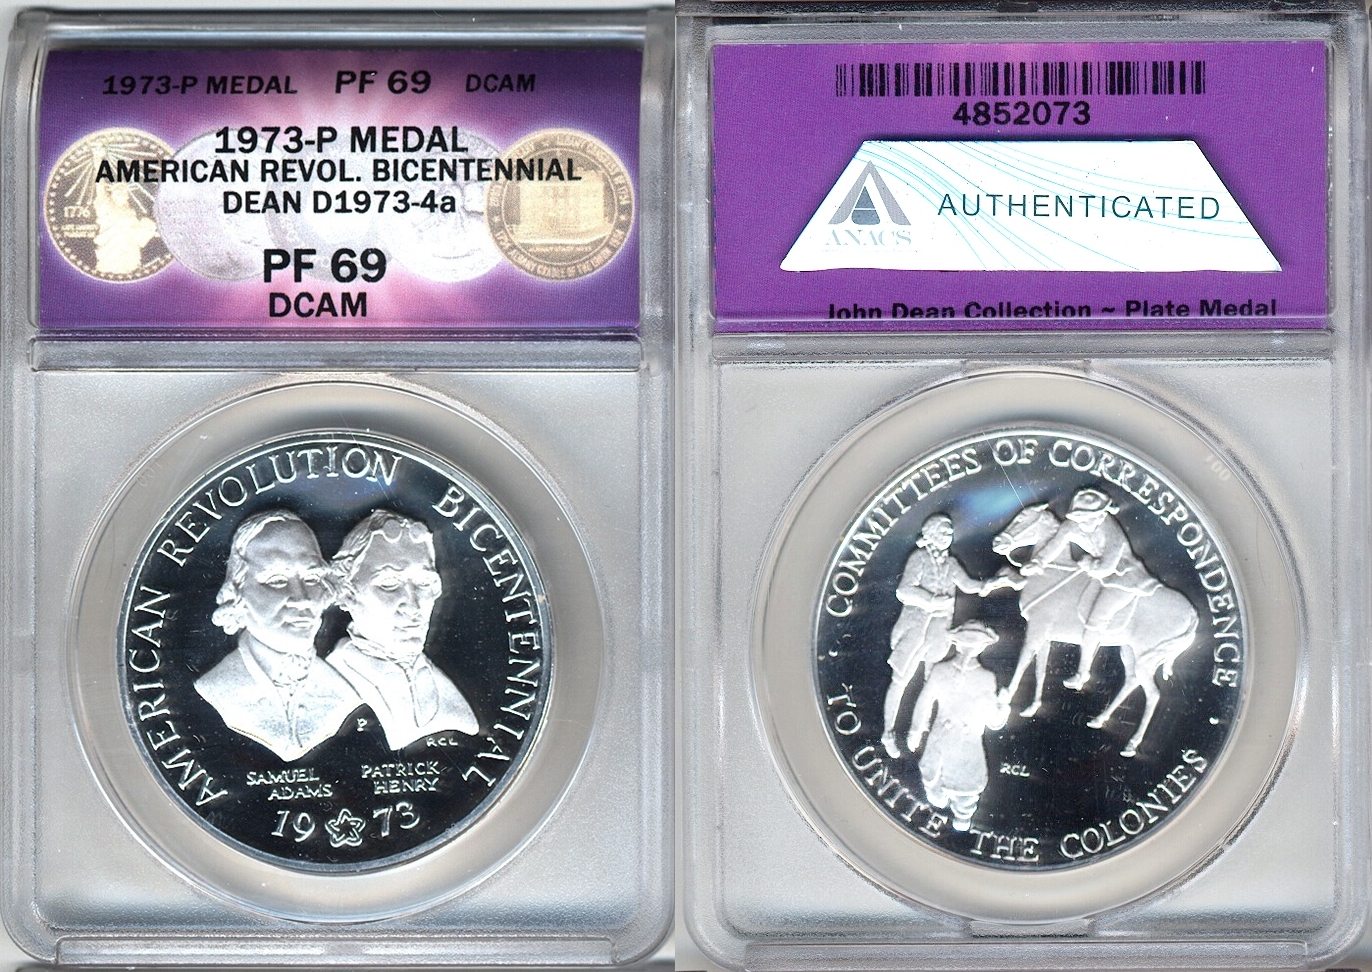 1973-P MEDAL PF 69 DCAM
1973-P MEDAL
AMERICAN REVOL. BICENTENNIAL
DEAN D1973-4a
PF 69
DCAM
1776
AMERICAN REVOLUTION BICENTENNIAL
P
RCL
SAMUEL ADAMS
PATRICK HENRY
19 73
4852073
ANACS
AUTHENTICATED
John Dean Collection ~ Plate Medal
COMMITTEES OF CORRESPONDENCE
RCL
TO UNITE THE COLONIES